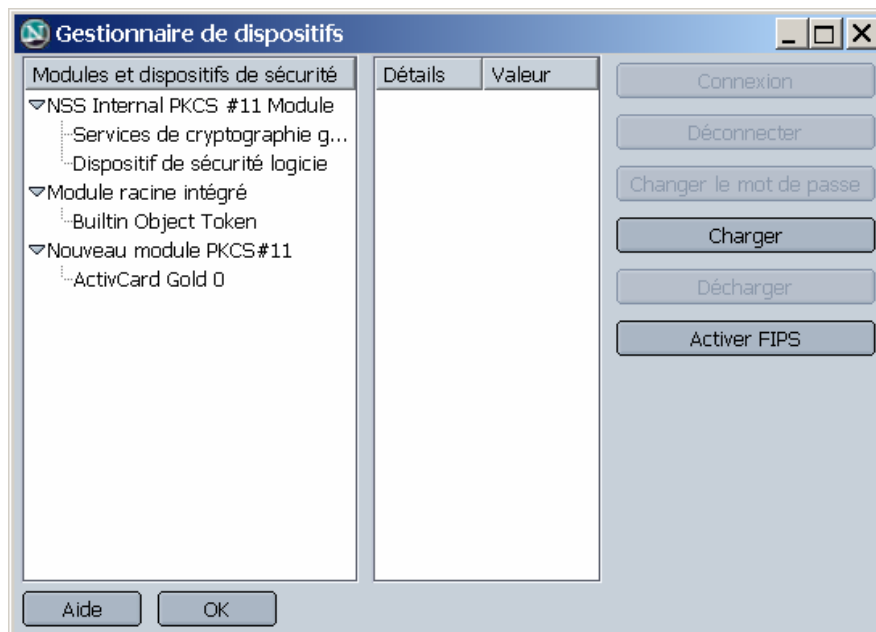 Gestionnaire de dispositifs
Modules et dispositifs de sécurité
Détails
Valeur
NSS Internal PKCS #11 Module
Services de cryptographie g...
Dispositif de sécurité logicie
Module racine intégré
Builtin Object Token
Nouveau module PKCS#11
ActivCard Gold 0
Connexion
Déconnecter
Changer le mot de passe
Charger
Décharger
Activer FIPS
Aide
OK